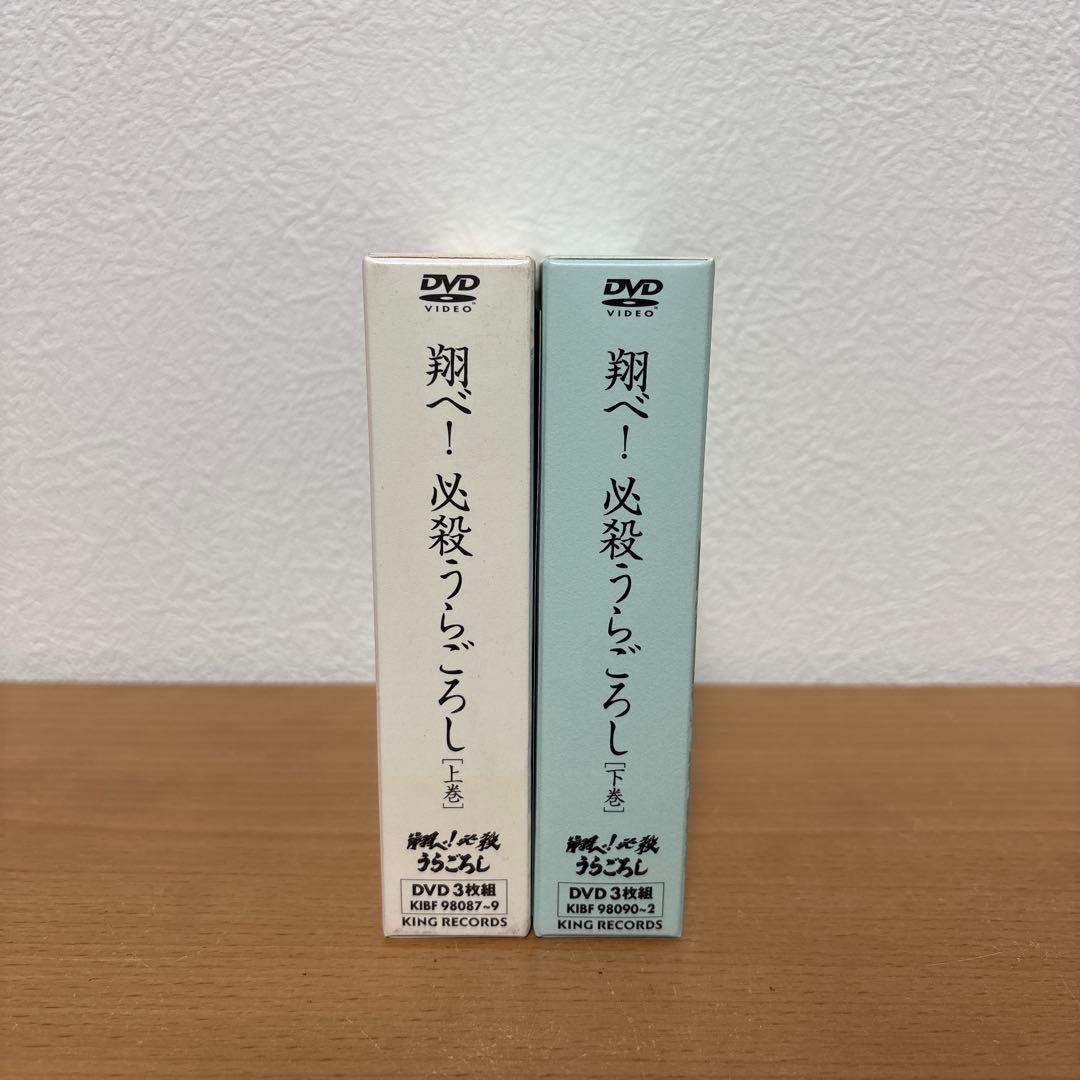 DVD
VIDEO™
翔べ! 必殺うらごろし[上巻]
翔べ!必殺
うらごろし
DVD 3枚組
KIBF 98087~9
KING RECORDS
DVD
VIDEO™
翔べ! 必殺うらごろし[下巻]
翔べ!必殺
うらごろし
DVD 3枚組
KIBF 98090~2
KING RECORDS